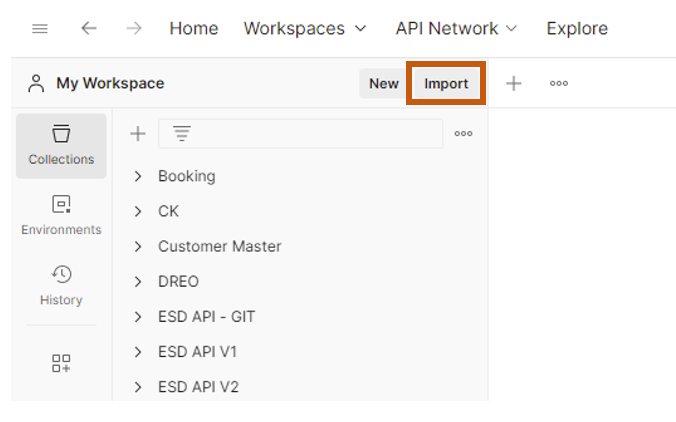 Home Workspaces API Network Explore
My Workspace New Import
Collections
Environments
History
Booking
CK
Customer Master
DREO
ESD API - GIT
ESD API V1
ESD API V2